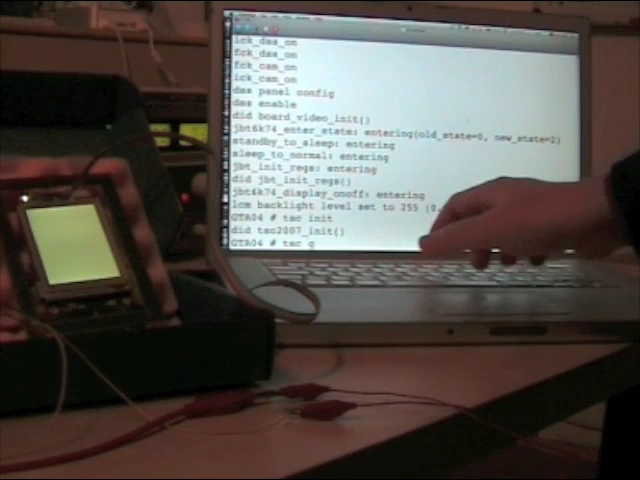 ick_dss_on
fck_dss_on
fck_cam_on
ick_cam_on
dss panel config
dss enable
did board_video_init()
jbt6k74_enter_state: entering(old_state=0, new_state=2)
standby_to_sleep: entering
sleep_to_normal: entering
jbt_init_regs: entering
did jbt_init_regs()
jbt6k74_display_onoff: entering
lcm backlight level set to 255 (0
GTA04 # tsc init
did tsc2007_init()
GTA04 # tsc g